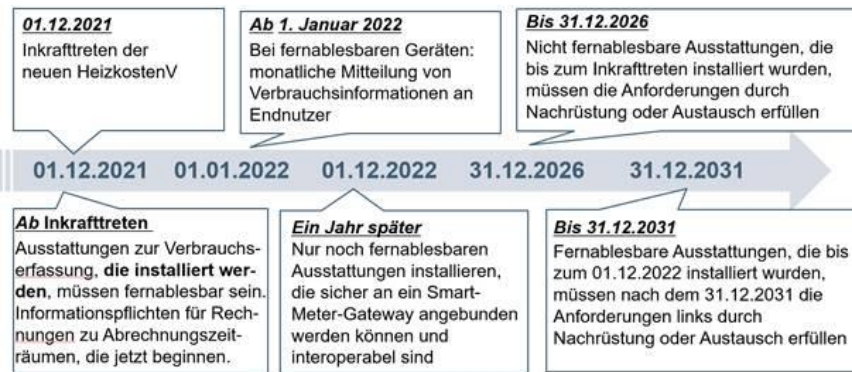 01.12.2021
Inkrafttreten der
neuen HeizkostenV
Ab 1. Januar 2022
Bei fernablesbaren Geräten:
monatliche Mitteilung von
Verbrauchsinformationen an
Endnutzer
Bis 31.12.2026
Nicht fernablesbare Ausstattungen, die
bis zum Inkrafttreten installiert wurden,
müssen die Anforderungen durch
Nachrüstung oder Austausch erfüllen
01.12.2021 01.01.2022 01.12.2022 31.12.2026 31.12.2031
Ab Inkrafttreten
Ausstattungen zur Verbrauchs-
erfassung, die installiert wer-
den, müssen fernablesbar sein.
Informationspflichten für Rech-
nungen zu Abrechnungszeit-
räumen, die jetzt beginnen.
Ein Jahr später
Nur noch fernablesbaren
Ausstattungen installieren,
die sicher an ein Smart-
Meter-Gateway angebunden
werden können und
interoperabel sind
Bis 31.12.2031
Fernablesbare Ausstattungen, die bis
zum 01.12.2022 installiert wurden,
müssen nach dem 31.12.2031 die
Anforderungen links durch
Nachrüstung oder Austausch erfüllen